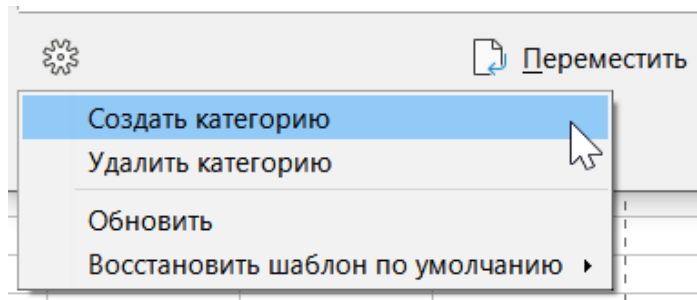 Переместить
Создать категорию
Удалить категорию
Обновить
Восстановить шаблон по умолчанию